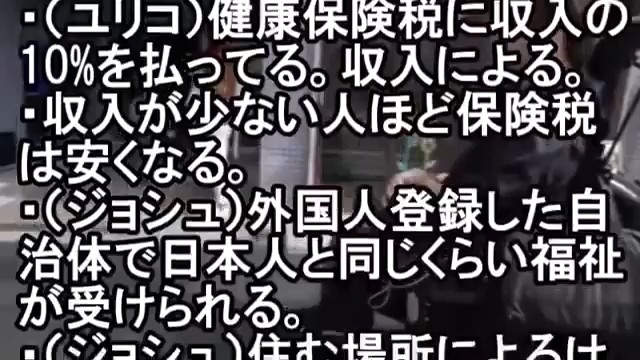 ・(ユリコ)健康保険税に収入の
10%を払ってる。収入による。
・収入が少ない人ほど保険税
は安くなる。
・(ジョシュ)外国人登録した自
治体で日本人と同じくらい福祉
が受けられる。
・(ジョシュ)住む場所によるけ